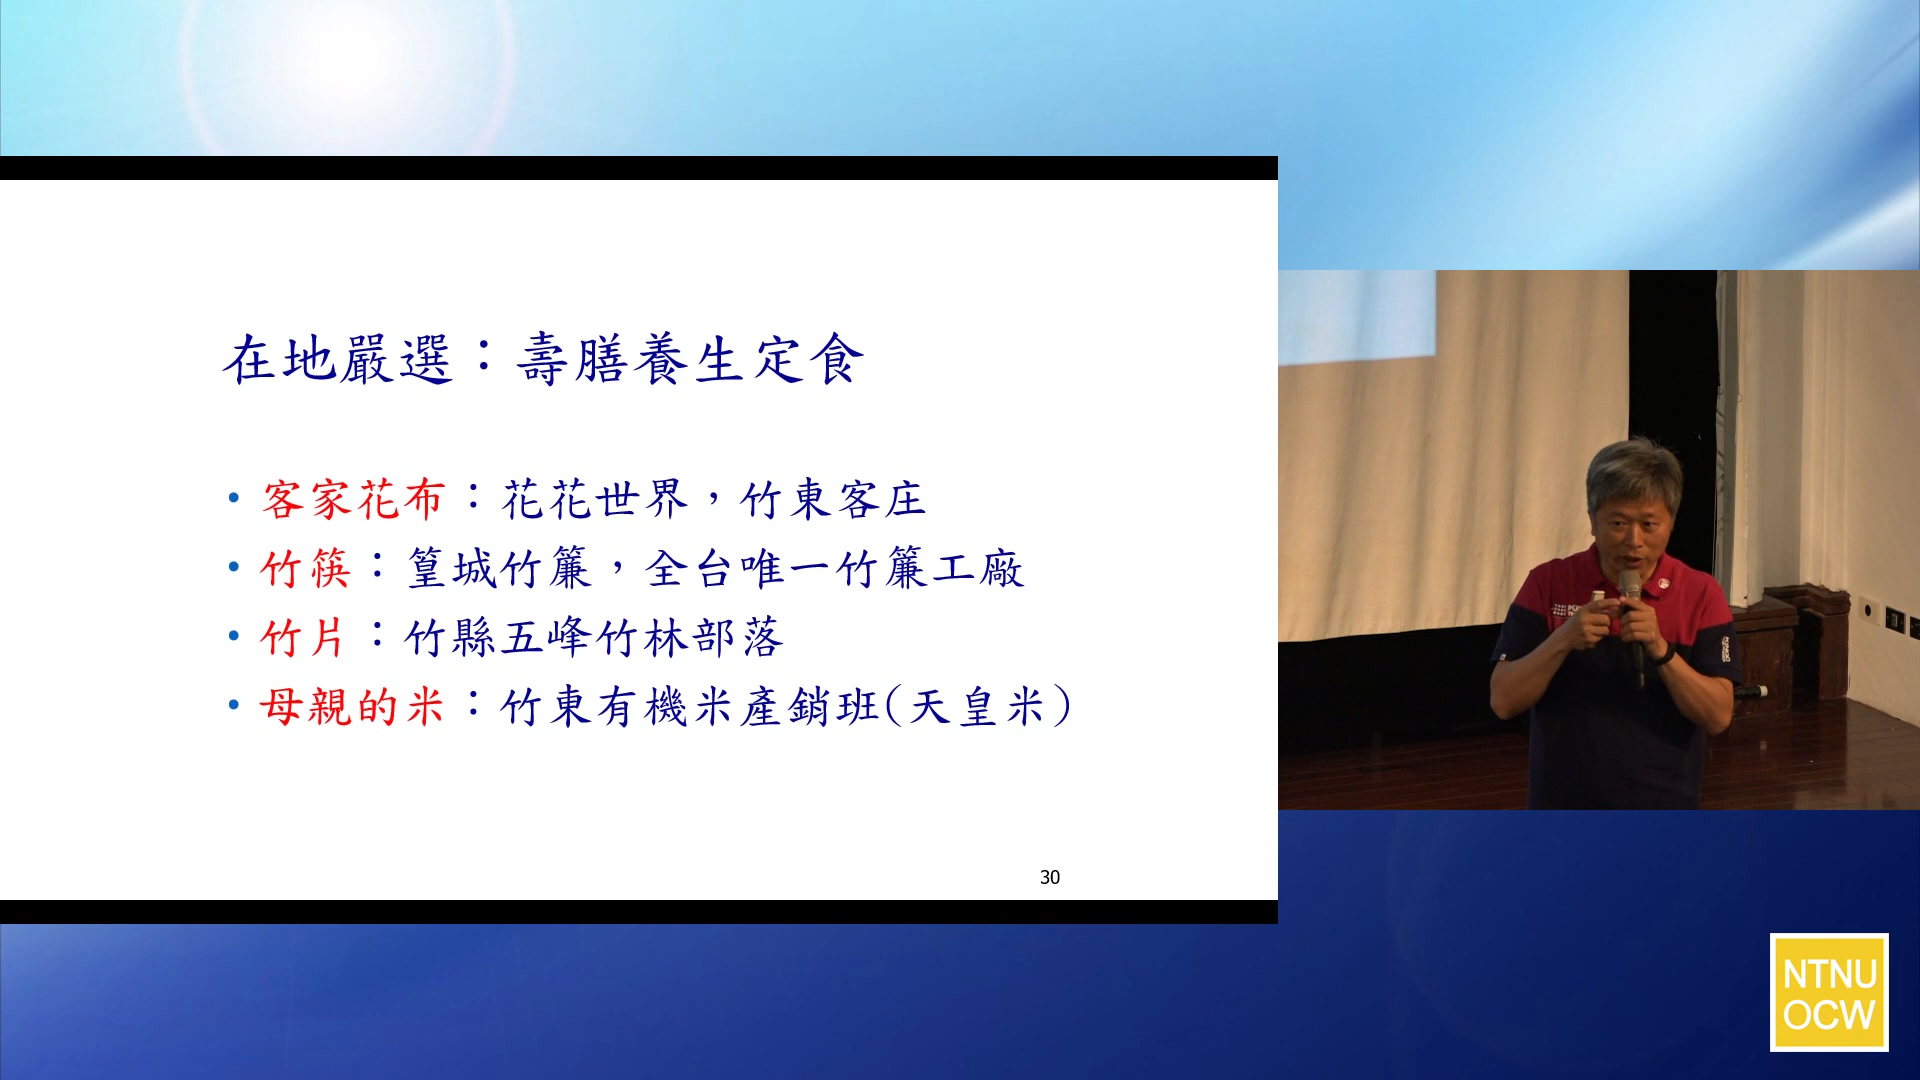 在地嚴選：壽膳養生定食
• 客家花布：花花世界，竹東客庄
• 竹筷：篁城竹簾，全台唯一竹簾工廠
• 竹片：竹縣五峰竹林部落
• 母親的米：竹東有機米產銷班(天皇米)
30
NTNU
OCW